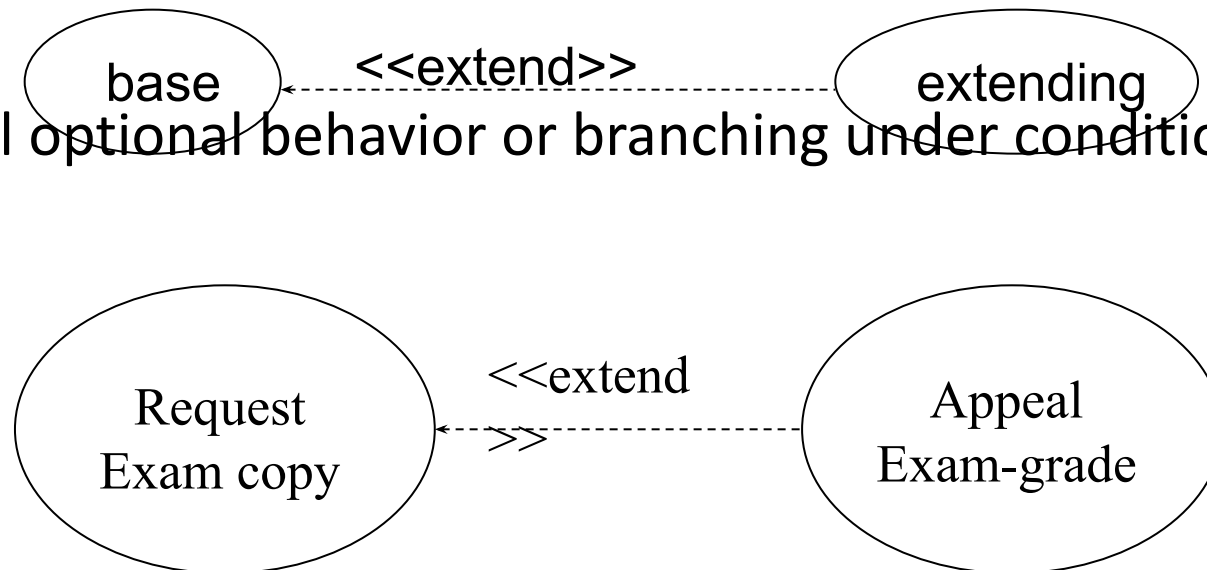 base <<extend>> extending
l optional behavior or branching under conditio
<<extend
>>
Request
Exam copy
Appeal
Exam-grade